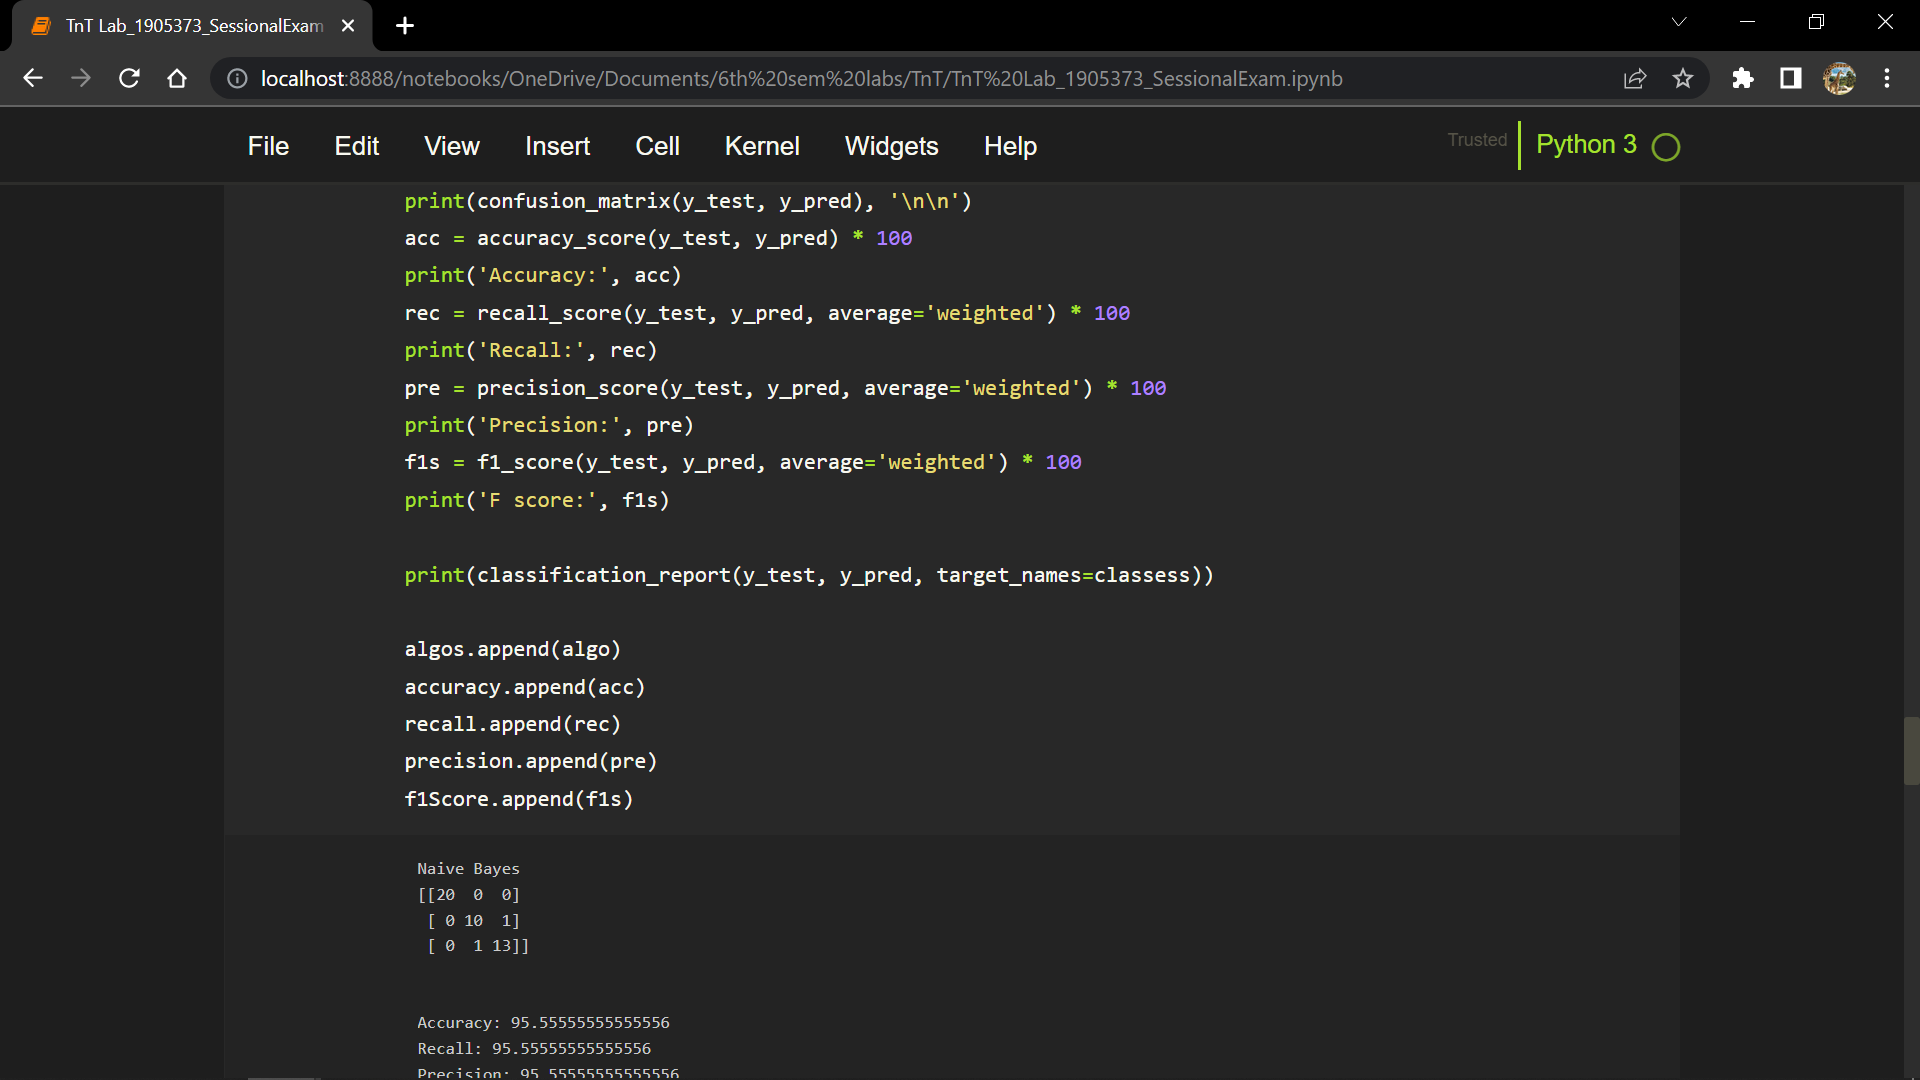 TnT Lab_1905373_SessionalExam
localhost:8888/notebooks/OneDrive/Documents/6th%20sem%20labs/TnT/TnT%20Lab_1905373_SessionalExam.ipynb
File Edit View Insert Cell Kernel Widgets Help Trusted Python 3
print(confusion_matrix(y_test, y_pred), '\n\n')
acc = accuracy_score(y_test, y_pred) * 100
print('Accuracy:', acc)
rec = recall_score(y_test, y_pred, average='weighted') * 100
print('Recall:', rec)
pre = precision_score(y_test, y_pred, average='weighted') * 100
print('Precision:', pre)
f1s = f1_score(y_test, y_pred, average='weighted') * 100
print('F score:', f1s)
print(classification_report(y_test, y_pred, target_names=classess))
algos.append(algo)
accuracy.append(acc)
recall.append(rec)
precision.append(pre)
f1Score.append(f1s)
Naive Bayes
[[20  0  0]
 [ 0 10  1]
 [ 0  1 13]]
Accuracy: 95.55555555555556
Recall: 95.55555555555556
Precision: 95.55555555555556